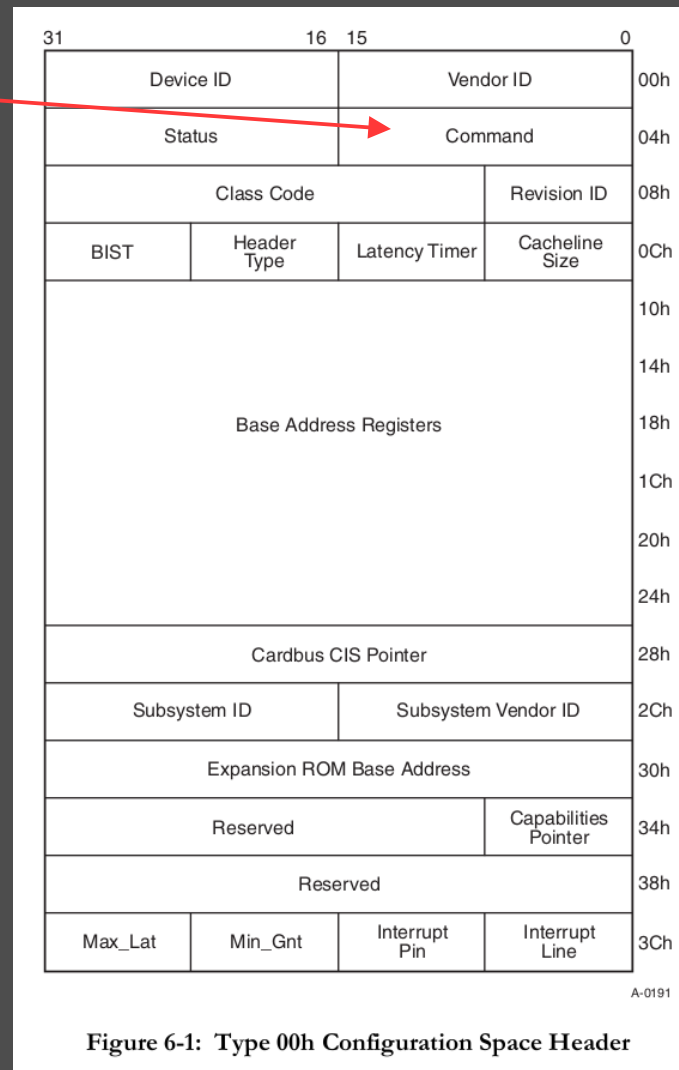 31 16 15 0
Device ID Vendor ID 00h
Status Command 04h
Class Code Revision ID 08h
BIST Header Type Latency Timer Cacheline Size 0Ch
10h
14h
Base Address Registers 18h
1Ch
20h
24h
Cardbus CIS Pointer 28h
Subsystem ID Subsystem Vendor ID 2Ch
Expansion ROM Base Address 30h
Reserved Capabilities Pointer 34h
Reserved 38h
Max_Lat Min_Gnt Interrupt Pin Interrupt Line 3Ch
A-0191
Figure 6-1: Type 00h Configuration Space Header